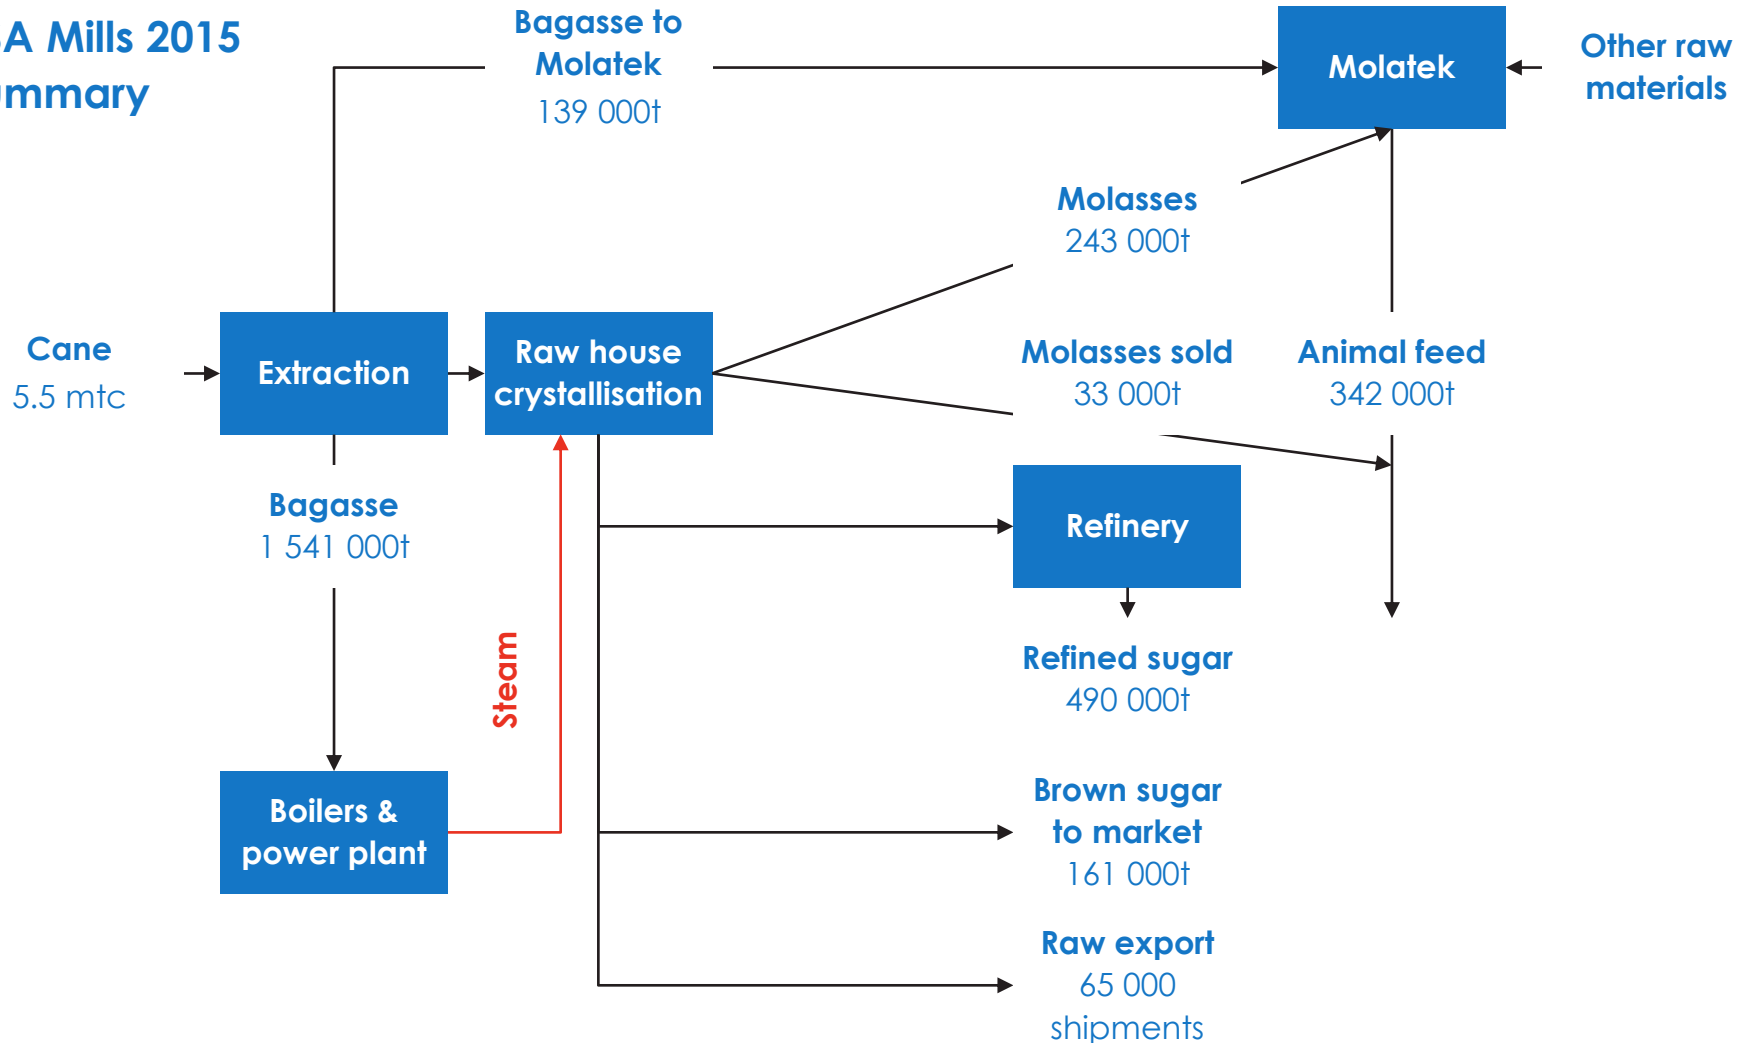 A Mills 2015
mmary
Bagasse to
Molatek
139 000t
Molatek
Other raw
materials
Molasses
243 000t
Cane
5.5 mtc
Extraction
Raw house
crystallisation
Molasses sold
33 000t
Animal feed
342 000t
Bagasse
1 541 000t
Refinery
Steam
Refined sugar
490 000t
Boilers &
power plant
Brown sugar
to market
161 000t
Raw export
65 000
shipments